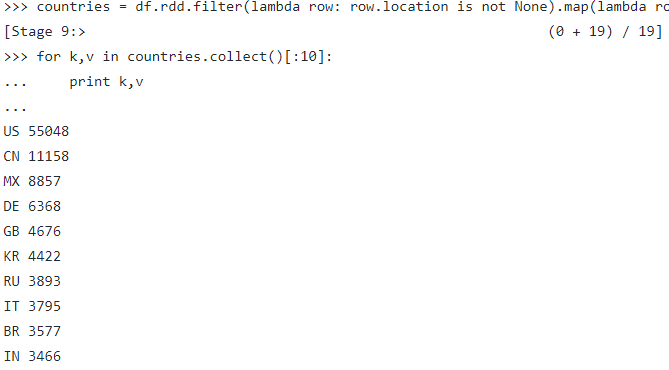 >>> countries = df.rdd.filter(lambda row: row.location is not None).map(lambda
[Stage 9:> (0 + 19) / 19]
>>> for k,v in countries.collect()[:10]:
... print k,v
...
US 55048
CN 11158
MX 8857
DE 6368
GB 4676
KR 4422
RU 3893
IT 3795
BR 3577
IN 3466